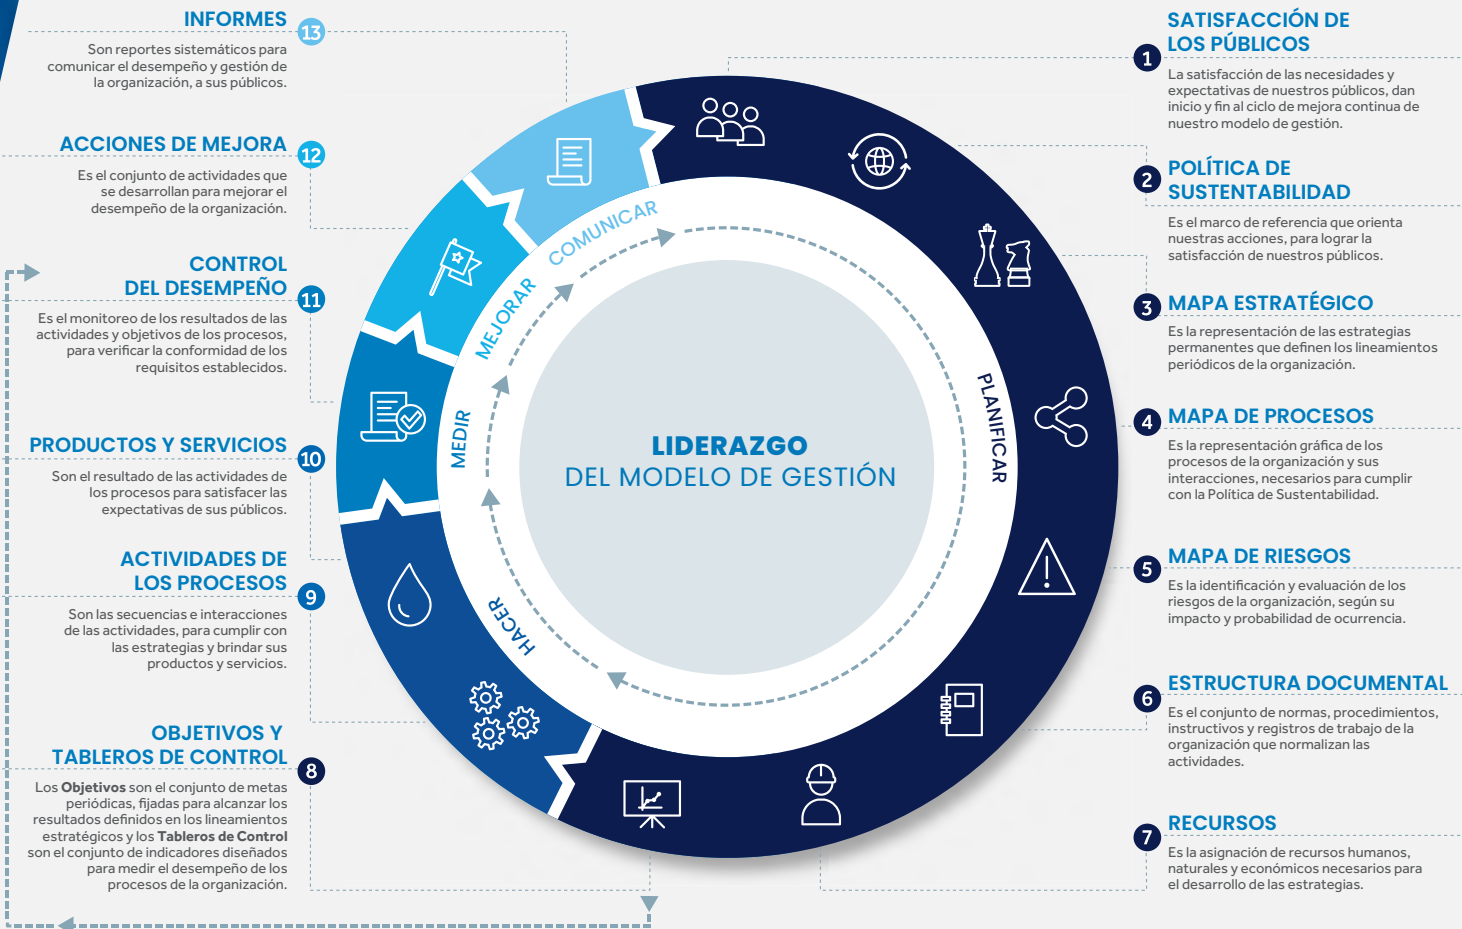 INFORMES
13
Son reportes sistemáticos para
comunicar el desempeño y gestión de
la organización, a sus públicos.
ACCIONES DE MEJORA
12
Es el conjunto de actividades que
se desarrollan para mejorar el
desempeño de la organización.
CONTROL
DEL DESEMPEÑO
11
Es el monitoreo de los resultados de las
actividades y objetivos de los procesos,
para verificar la conformidad de los
requisitos establecidos.
PRODUCTOS Y SERVICIOS
10
Son el resultado de las actividades de
los procesos para satisfacer las
expectativas de sus públicos.
ACTIVIDADES DE
LOS PROCESOS
9
Son las secuencias e interacciones
de las actividades, para cumplir con
las estrategias y brindar sus
productos y servicios.
OBJETIVOS Y
TABLEROS DE CONTROL
8
Los Objetivos son el conjunto de metas
periódicas, fijadas para alcanzar los
resultados definidos en los lineamientos
estratégicos y los Tableros de Control
son el conjunto de indicadores diseñados
para medir el desempeño de los
procesos de la organización.
COMUNICAR
MEJORAR
MEDIR
HACER
PLANIFICAR
LIDERAZGO
DEL MODELO DE GESTIÓN
SATISFACCIÓN DE
LOS PÚBLICOS
1
La satisfacción de las necesidades y
expectativas de nuestros públicos, dan
inicio y fin al ciclo de mejora continua de
nuestro modelo de gestión.
2
POLÍTICA DE
SUSTENTABILIDAD
Es el marco de referencia que orienta
nuestras acciones, para lograr la
satisfacción de nuestros públicos.
3
MAPA ESTRATÉGICO
Es la representación de las estrategias
permanentes que definen los lineamientos
periódicos de la organización.
4
MAPA DE PROCESOS
Es la representación gráfica de los
procesos de la organización y sus
interacciones, necesarios para cumplir
con la Política de Sustentabilidad.
5
MAPA DE RIESGOS
Es la identificación y evaluación de los
riesgos de la organización, según su
impacto y probabilidad de ocurrencia.
6
ESTRUCTURA DOCUMENTAL
Es el conjunto de normas, procedimientos,
instructivos y registros de trabajo de la
organización que normalizan las
actividades.
7
RECURSOS
Es la asignación de recursos humanos,
naturales y económicos necesarios para
el desarrollo de las estrategias.